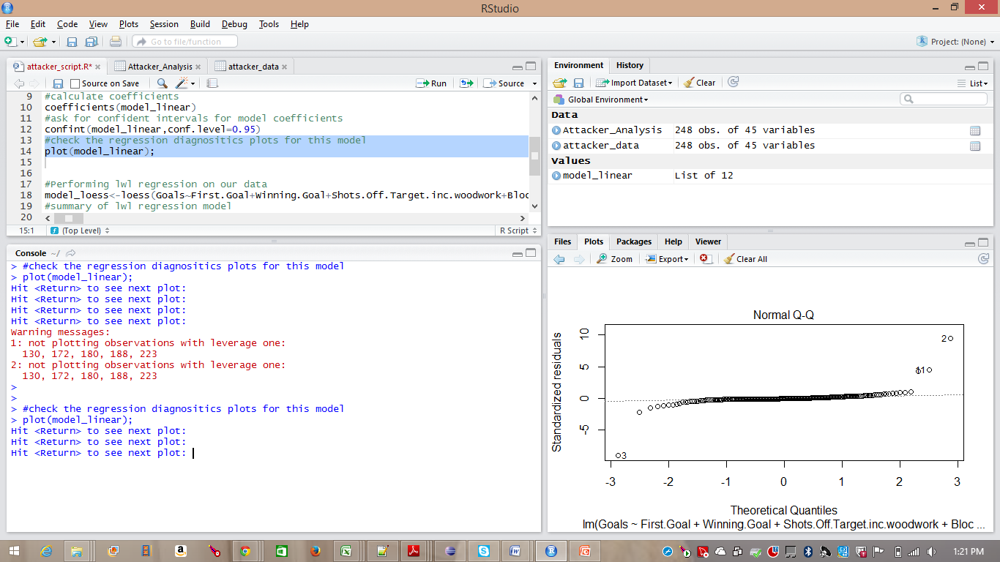 RStudio
File Edit Code View Plots Session Build Debug Tools Help
Go to file/function
Project: (None)
attacker_script.R*
Attacker_Analysis
attacker_data
Source on Save
Run
Source
9 #calculate coefficients
10 coefficients(model_linear)
11 #ask for confident intervals for model coefficients
12 confint(model_linear,conf.level=0.95)
13 #check the regression diagnositics plots for this model
14 plot(model_linear);
15
16
17 #Performing lwl regression on our data
18 model_loess<-loess(Goals~First.Goal+Winning.Goal+Shots.Off.Target.inc.woodwork+Bloc
19 #summary of lwl regression model
20
15:1 (Top Level) R Script
Console ~/
> #check the regression diagnositics plots for this model
> plot(model_linear);
Hit <Return> to see next plot:
Hit <Return> to see next plot:
Hit <Return> to see next plot:
Hit <Return> to see next plot:
Warning messages:
1: not plotting observations with leverage one:
130, 172, 180, 188, 223
2: not plotting observations with leverage one:
130, 172, 180, 188, 223
>
>
> #check the regression diagnositics plots for this model
> plot(model_linear);
Hit <Return> to see next plot:
Hit <Return> to see next plot:
Hit <Return> to see next plot:
Environment History
Import Dataset Clear List
Global Environment
Data
Attacker_Analysis 248 obs. of 45 variables
attacker_data 248 obs. of 45 variables
Values
model_linear List of 12
Files Plots Packages Help Viewer
Zoom Export Clear All
Normal Q-Q
Standardized residuals
10
5
0
-5
2
11
3
-3 -2 -1 0 1 2 3
Theoretical Quantiles
lm(Goals ~ First.Goal + Winning.Goal + Shots.Off.Target.inc.woodwork + Bloc ...
1:21 PM